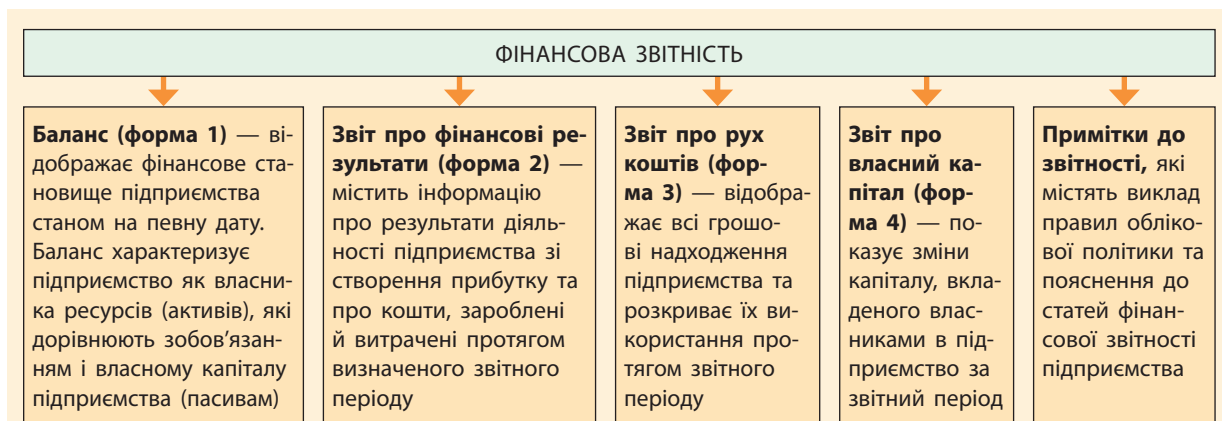 ФІНАНСОВА ЗВІТНІСТЬ
Баланс (форма 1) — ві-
дображає фінансове ста-
новище підприємства
станом на певну дату.
Баланс характеризує
підприємство як власни-
ка ресурсів (активів), які
дорівнюють зобов'язан-
ням і власному капіталу
підприємства (пасивам)
Звіт про фінансові ре-
зультати (форма 2) —
містить інформацію
про результати діяль-
ності підприємства зі
створення прибутку та
про кошти, зароблені
й витрачені протягом
визначеного звітного
періоду
Звіт про рух
коштів (фор-
ма 3) — відобра-
жає всі грошо-
ві надходження
підприємства та
розкриває їх ви-
користання про-
тягом звітного
періоду
Звіт про
власний ка-
пітал (фор-
ма 4) — по-
казує зміни
капіталу, вкла-
деного влас-
никами в під-
приємство за
звітний період
Примітки до
звітності, які
містять виклад
правил обліко-
вої політики та
пояснення до
статей фінан-
сової звітності
підприємства